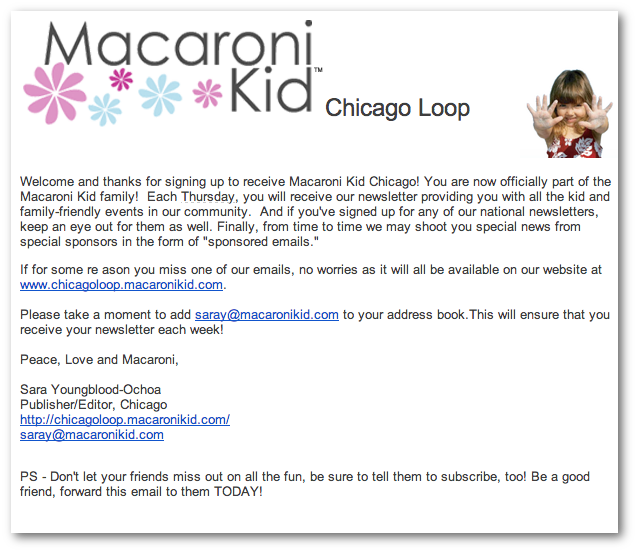 Macaroni
Kid™
Chicago Loop
Welcome and thanks for signing up to receive Macaroni Kid Chicago! You are now officially part of the
Macaroni Kid family!  Each Thursday, you will receive our newsletter providing you with all the kid and
family-friendly events in our community.  And if you've signed up for any of our national newsletters,
keep an eye out for them as well. Finally, from time to time we may shoot you special news from
special sponsors in the form of "sponsored emails."
If for some re ason you miss one of our emails, no worries as it will all be available on our website at
www.chicagoloop.macaronikid.com.
Please take a moment to add saray@macaronikid.com to your address book.This will ensure that you
receive your newsletter each week!
Peace, Love and Macaroni,
Sara Youngblood-Ochoa
Publisher/Editor, Chicago
http://chicagoloop.macaronikid.com/
saray@macaronikid.com
PS - Don't let your friends miss out on all the fun, be sure to tell them to subscribe, too! Be a good
friend, forward this email to them TODAY!